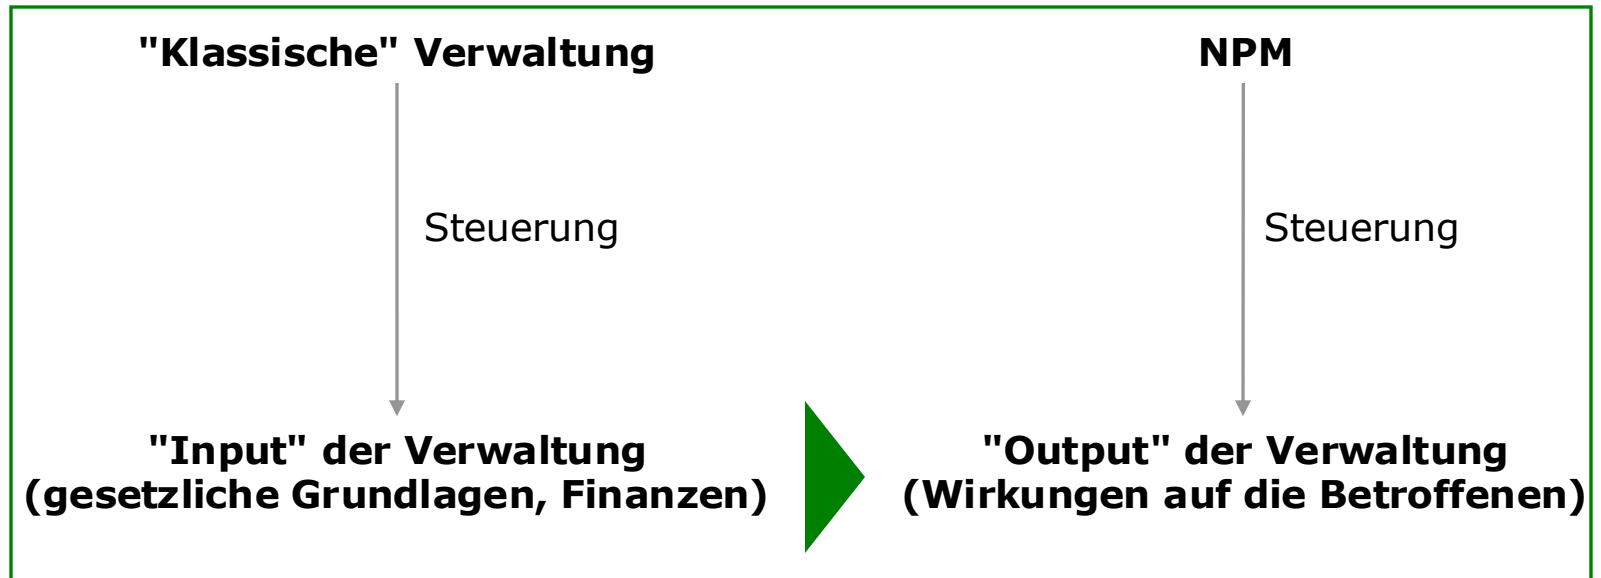 "Klassische" Verwaltung
NPM
Steuerung
Steuerung
"Input" der Verwaltung
(gesetzliche Grundlagen, Finanzen)
"Output" der Verwaltung
(Wirkungen auf die Betroffenen)